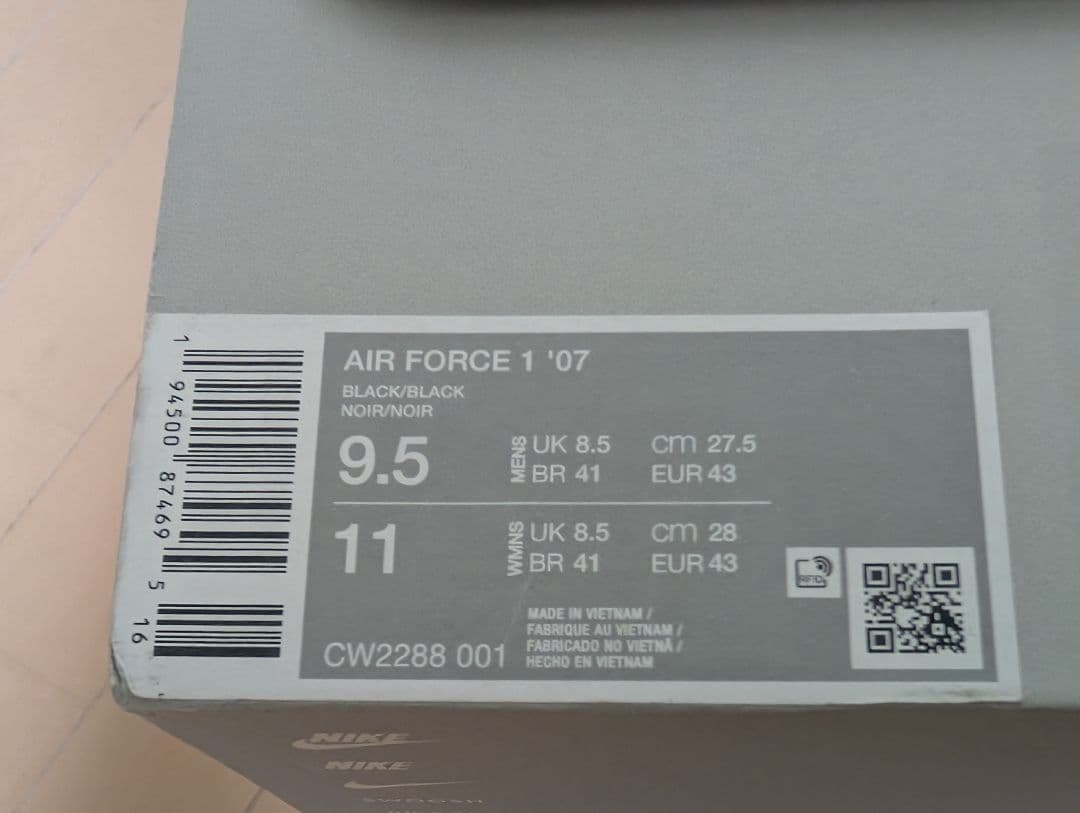 1 94500 87469 5 16
AIR FORCE 1 '07
BLACK/BLACK
NOIR/NOIR
9.5 MENS UK 8.5 cm 27.5
BR 41 EUR 43
11 WMNS UK 8.5 cm 28
BR 41 EUR 43
RFID
CW2288 001
MADE IN VIETNAM /
FABRIQUE AU VIETNAM /
FABRICADO NO VIETNÃ /
HECHO EN VIETNAM
NIKE
NIKE
SWOOSH